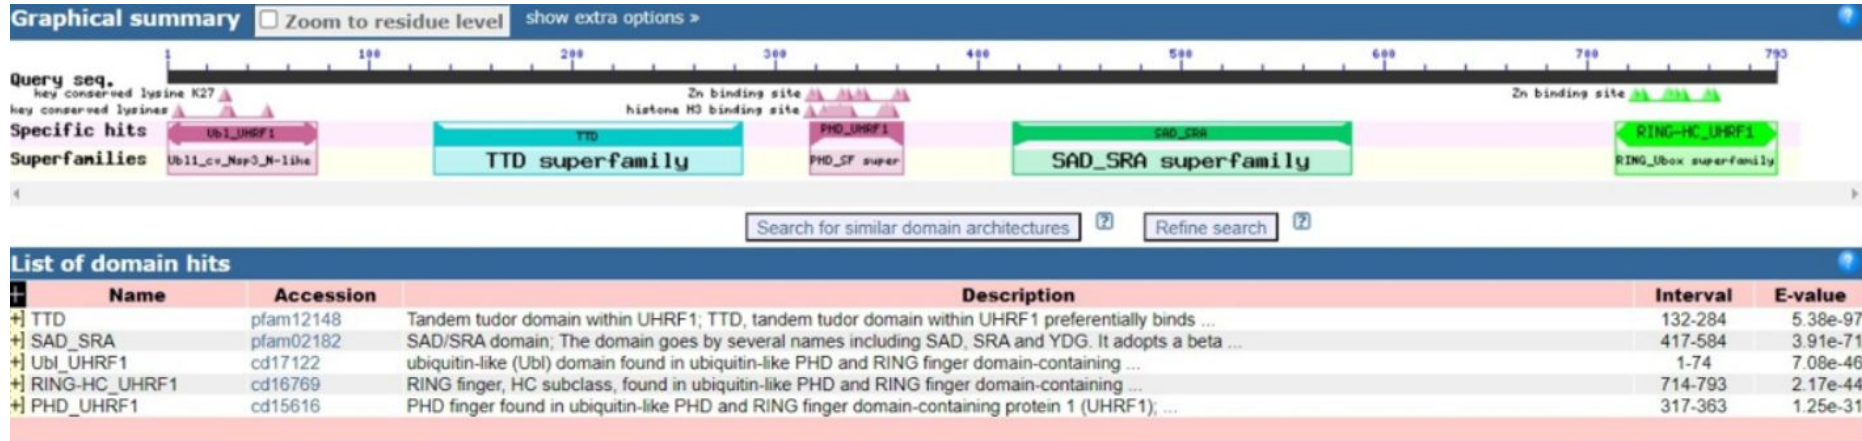 Graphical summary Zoom to residue level show extra options »
1 100 200 300 400 500 600 700 793
Query seq.
key conserved lysine K27 Zn binding site Zn binding site
key conserved lysines histone H3 binding site
Specific hits Ubl_UHRF1 TTD PHD_UHRF1 SAD_SRA RING-HC_UHRF1
Superfamilies Ubl1_cv_Nsp3_N-like TTD superfamily PHD_SF super SAD_SRA superfamily RING_Ubox superfamily
Search for similar domain architectures ? Refine search ?
List of domain hits ?
+ Name Accession Description Interval E-value
+] TTD pfam12148 Tandem tudor domain within UHRF1; TTD, tandem tudor domain within UHRF1 preferentially binds ... 132-284 5.38e-97
+] SAD_SRA pfam02182 SAD/SRA domain; The domain goes by several names including SAD, SRA and YDG. It adopts a beta ... 417-584 3.91e-71
+] Ubl_UHRF1 cd17122 ubiquitin-like (Ubl) domain found in ubiquitin-like PHD and RING finger domain-containing ... 1-74 7.08e-46
+] RING-HC_UHRF1 cd16769 RING finger, HC subclass, found in ubiquitin-like PHD and RING finger domain-containing ... 714-793 2.17e-44
+] PHD_UHRF1 cd15616 PHD finger found in ubiquitin-like PHD and RING finger domain-containing protein 1 (UHRF1); ... 317-363 1.25e-31